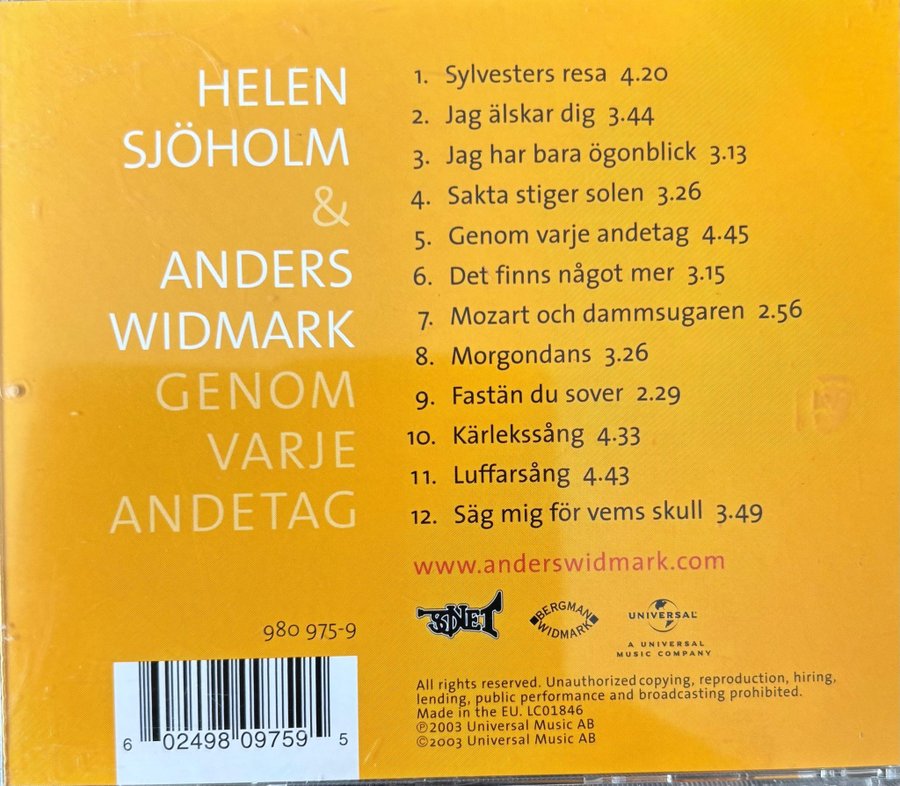 HELEN
SJÖHOLM
&
ANDERS
WIDMARK
GENOM
VARJE
ANDETAG
1. Sylvesters resa 4.20
2. Jag älskar dig 3.44
3. Jag har bara ögonblick 3.13
4. Sakta stiger solen 3.26
5. Genom varje andetag 4.45
6. Det finns något mer 3.15
7. Mozart och dammsugaren 2.56
8. Morgondans 3.26
9. Fastän du sover 2.29
10. Kärlekssång 4.33
11. Luffarsång 4.43
12. Säg mig för vems skull 3.49
www.anderswidmark.com
BERGMAN
WIDMARK
UNIVERSAL
A UNIVERSAL
MUSIC COMPANY
980 975-9
6 02498 09759 5
All rights reserved. Unauthorized copying, reproduction, hiring,
lending, public performance and broadcasting prohibited.
Made in the EU. LC01846
℗2003 Universal Music AB
©2003 Universal Music AB